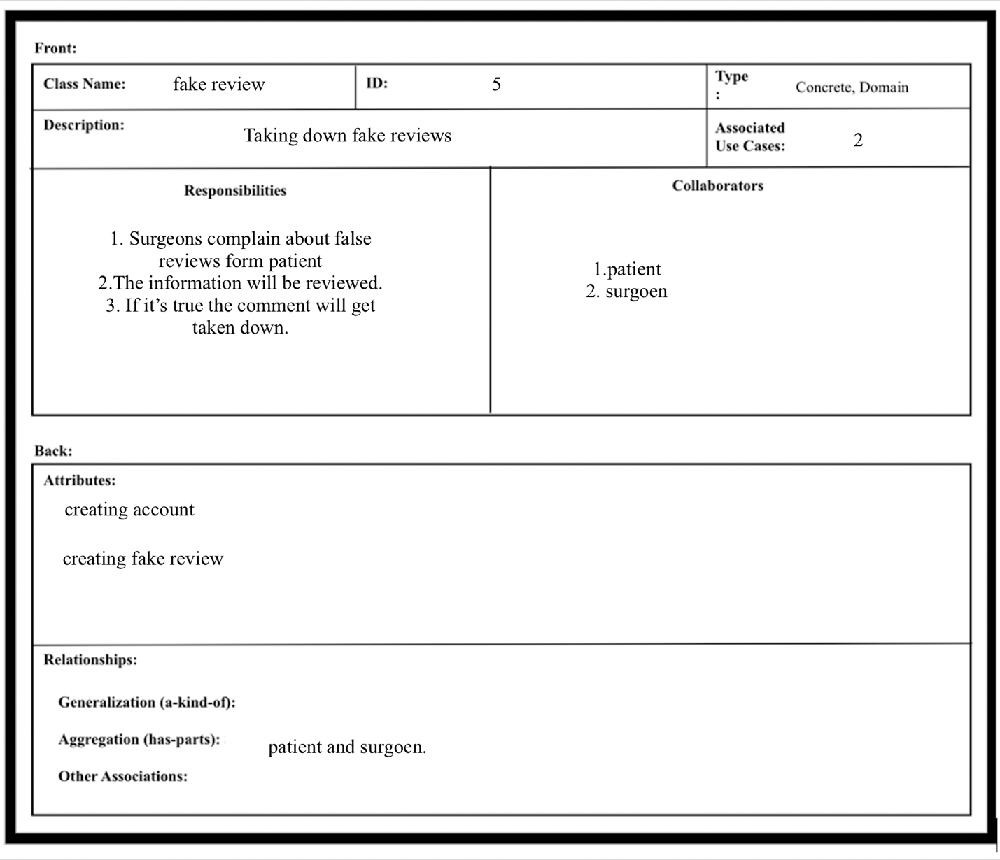 Front:
Class Name: fake review ID: 5 Type : Concrete, Domain
Description: Taking down fake reviews Associated Use Cases: 2
Responsibilities
1. Surgeons complain about false
reviews form patient
2.The information will be reviewed.
3. If it’s true the comment will get
taken down.
Collaborators
1.patient
2. surgoen
Back:
Attributes:
creating account
creating fake review
Relationships:
Generalization (a-kind-of):
Aggregation (has-parts): patient and surgoen.
Other Associations: